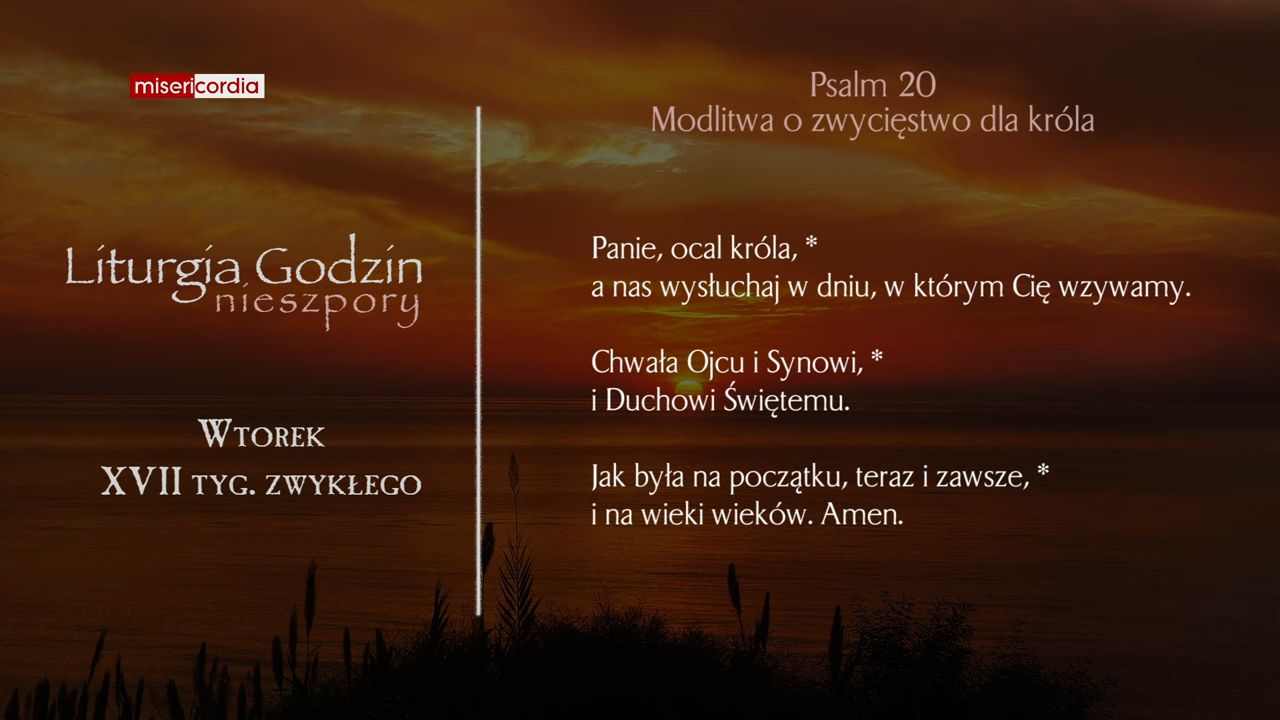 misericordia
Liturgia Godzin
nieszpory
Wtorek
XVII tyg. zwykłego
Psalm 20
Modlitwa o zwycięstwo dla króla
Panie, ocal króla, *
a nas wysłuchaj w dniu, w którym Cię wzywamy.
Chwała Ojcu i Synowi, *
i Duchowi Świętemu.
Jak była na początku, teraz i zawsze, *
i na wieki wieków. Amen.